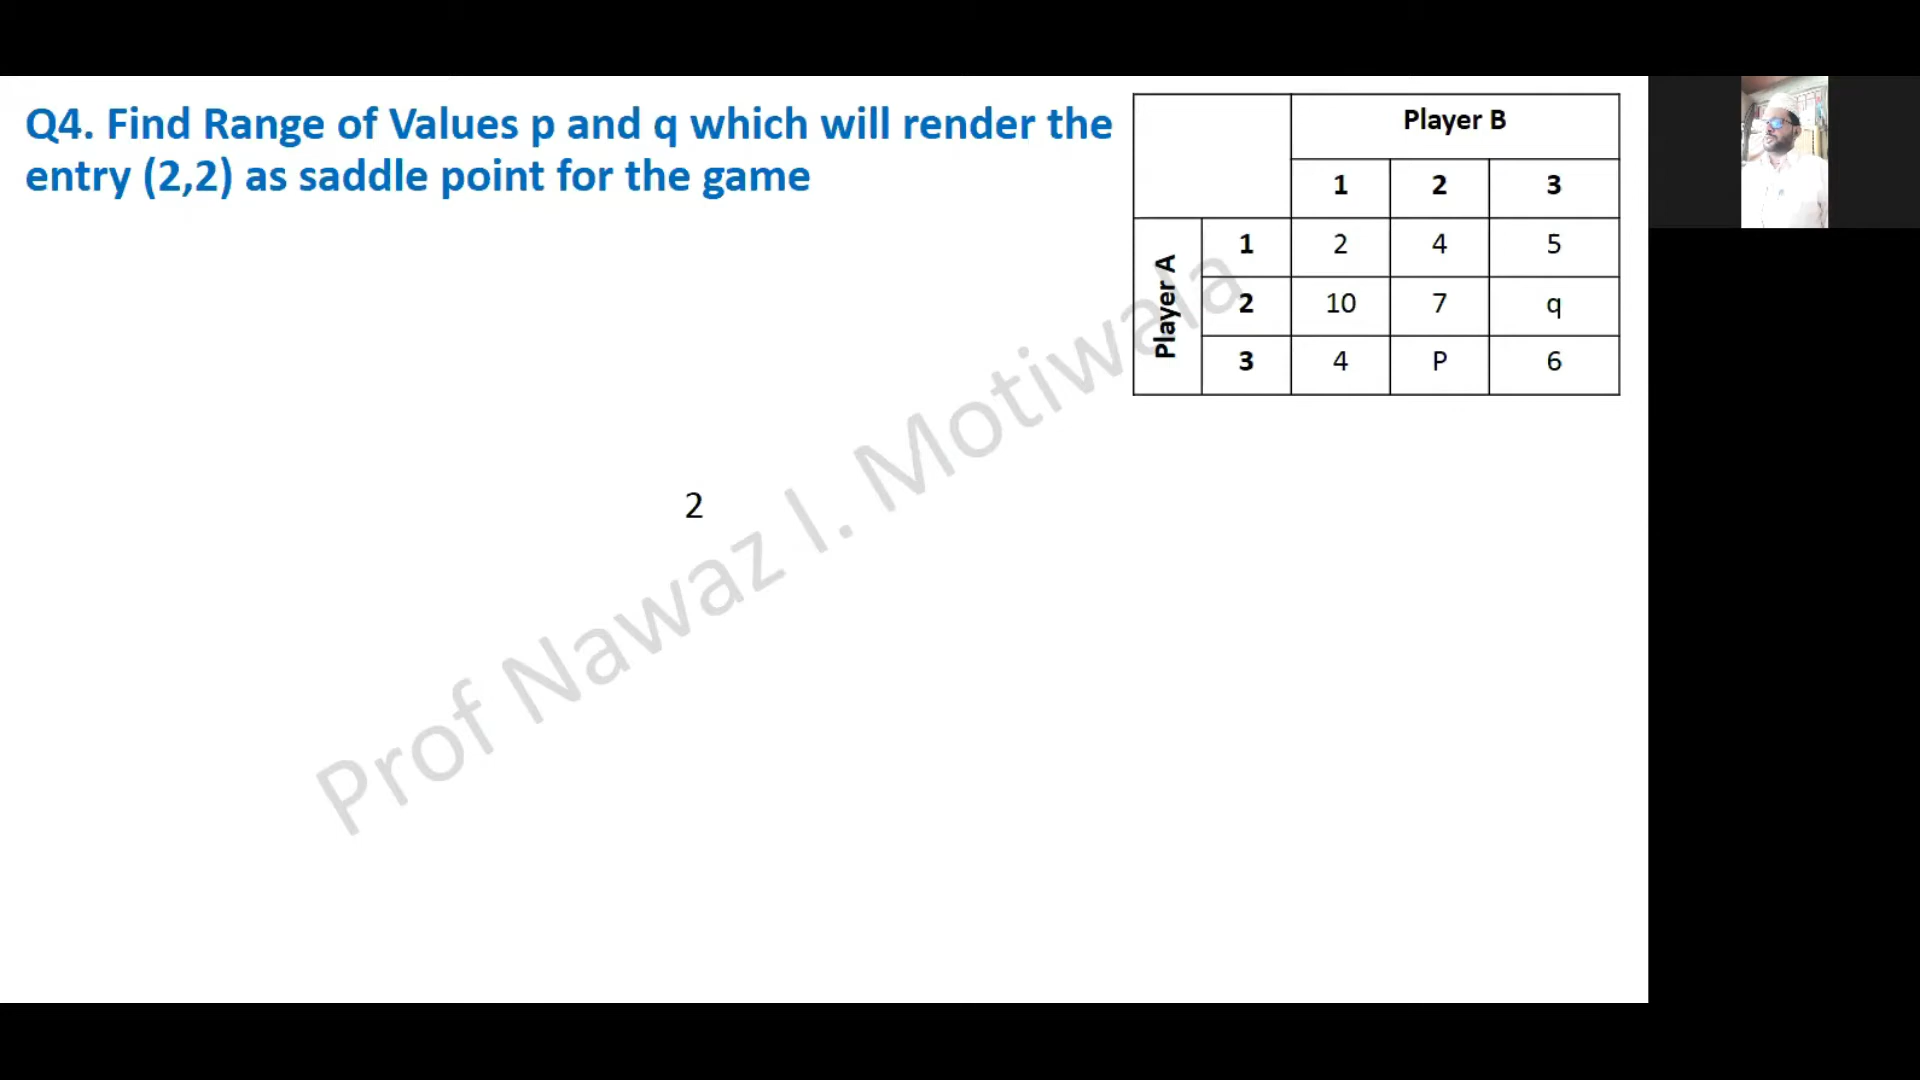 Q4. Find Range of Values p and q which will render the
entry (2,2) as saddle point for the game
Player B
1 2 3
Player A
1 2 4 5
2 10 7 q
3 4 P 6
2
Prof Nawaz I. Motiwala